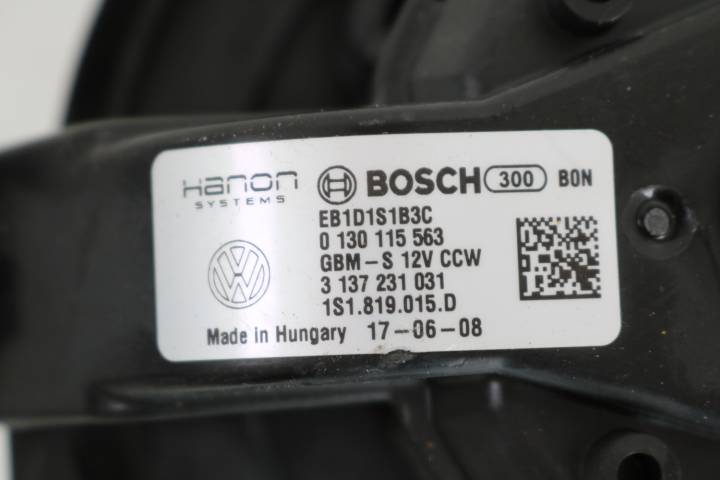 Hanon SYSTEMS BOSCH 300 B0N
EB1D1S1B3C
0 130 115 563
GBM-S 12V CCW
3 137 231 031
1S1.819.015.D
Made in Hungary 17-06-08